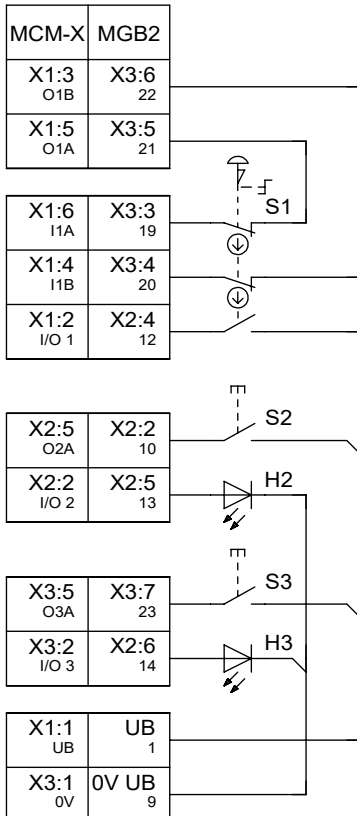 MCM-X MGB2
X1:3 X3:6
O1B 22
X1:5 X3:5
O1A 21
S1
X1:6 X3:3
I1A 19
X1:4 X3:4
I1B 20
X1:2 X2:4
I/O 1 12
S2
X2:5 X2:2
O2A 10
H2
X2:2 X2:5
I/O 2 13
S3
X3:5 X3:7
O3A 23
H3
X3:2 X2:6
I/O 3 14
X1:1 UB
UB 1
X3:1 0V UB
0V 9